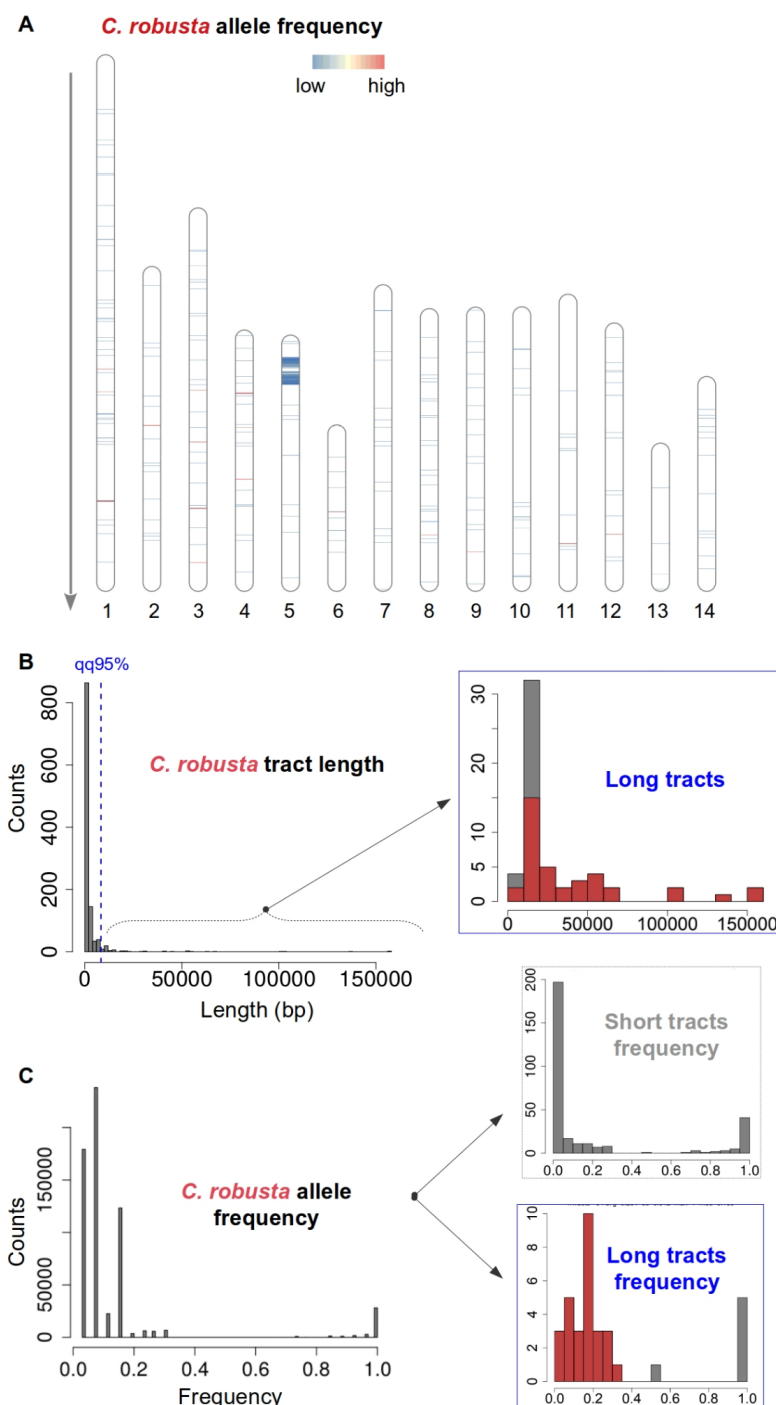 A
C. robusta allele frequency
low high
1 2 3 4 5 6 7 8 9 10 11 12 13 14
B
qq95%
C. robusta tract length
Counts
0 200 400 600 800
0 50000 100000 150000
Length (bp)
Long tracts
0 5 10 20 30
0 50000 100000 150000
C
C. robusta allele
frequency
Counts
0 50000 150000
0.0 0.2 0.4 0.6 0.8 1.0
Frequency
Short tracts
frequency
0 50 100 150 200
0.0 0.2 0.4 0.6 0.8 1.0
Long tracts
frequency
0 2 4 6 8 10
0.0 0.2 0.4 0.6 0.8 1.0